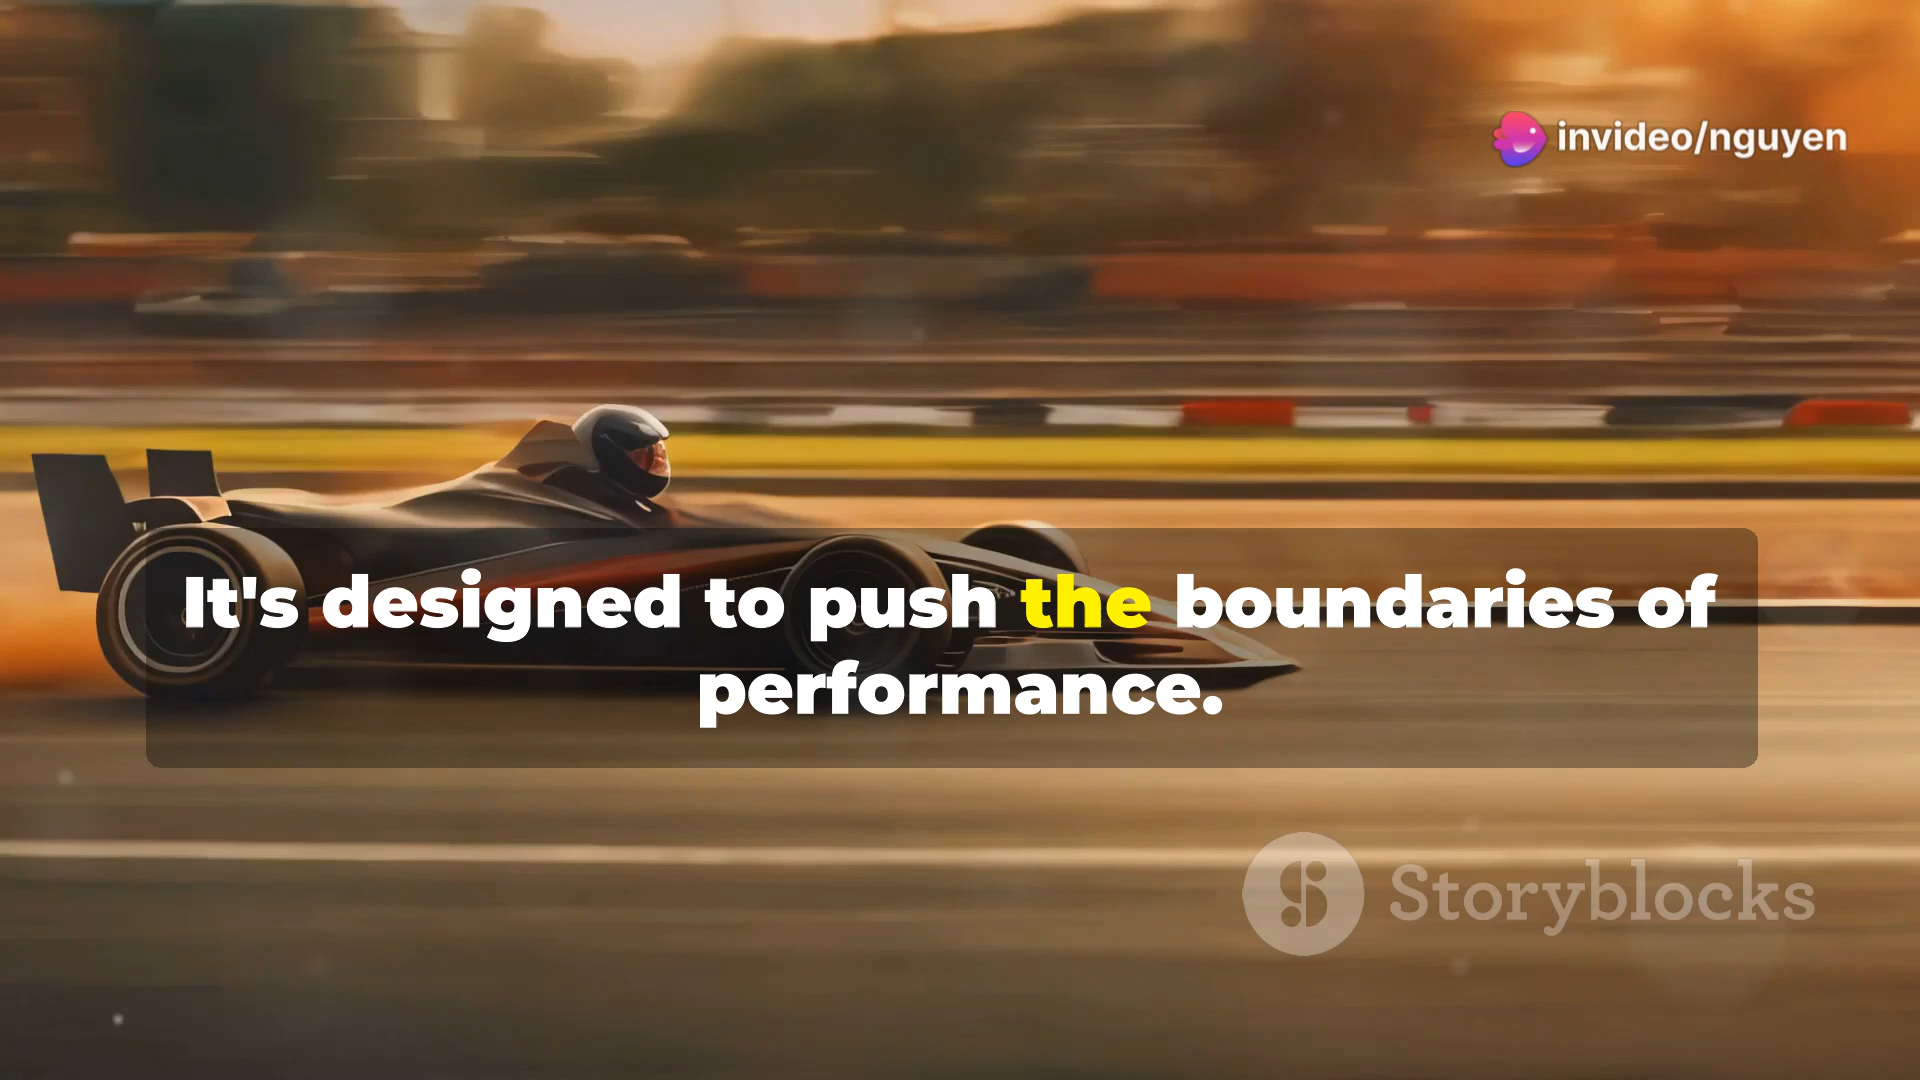 invideo/nguyen
It's designed to push the boundaries of
performance.
Storyblocks